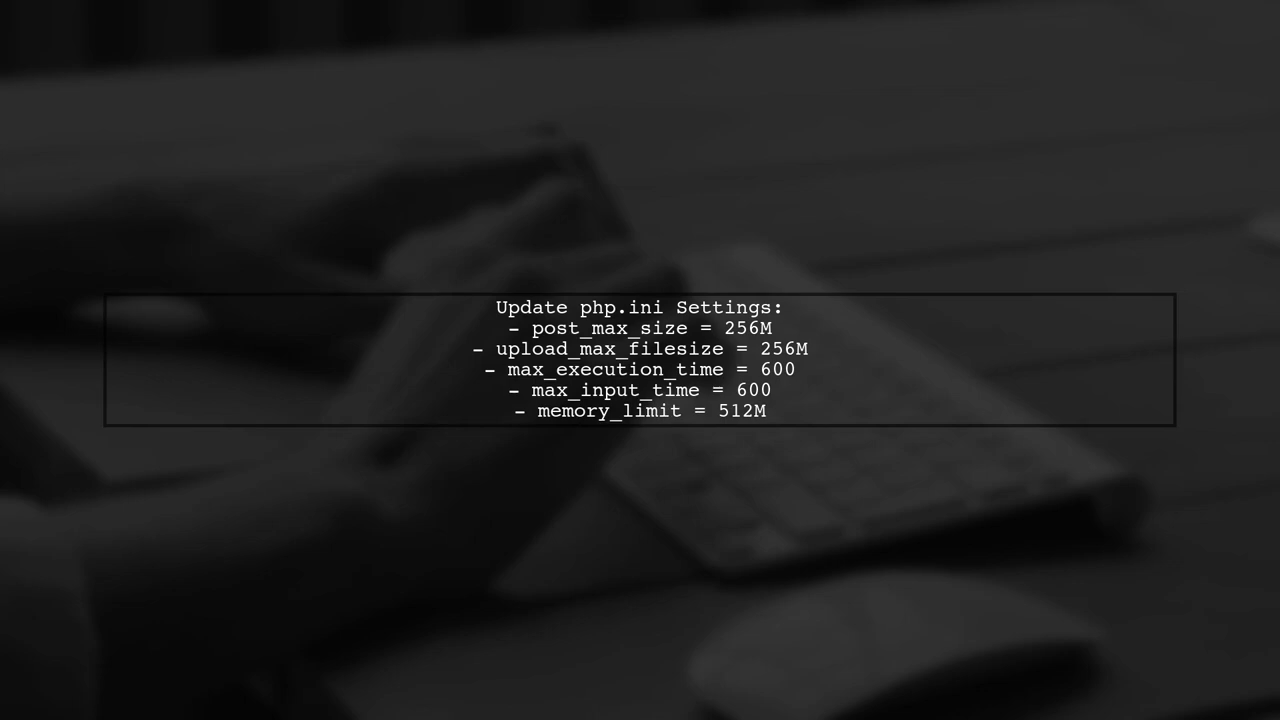 Update php.ini Settings:
- post_max_size = 256M
- upload_max_filesize = 256M
- max_execution_time = 600
- max_input_time = 600
- memory_limit = 512M